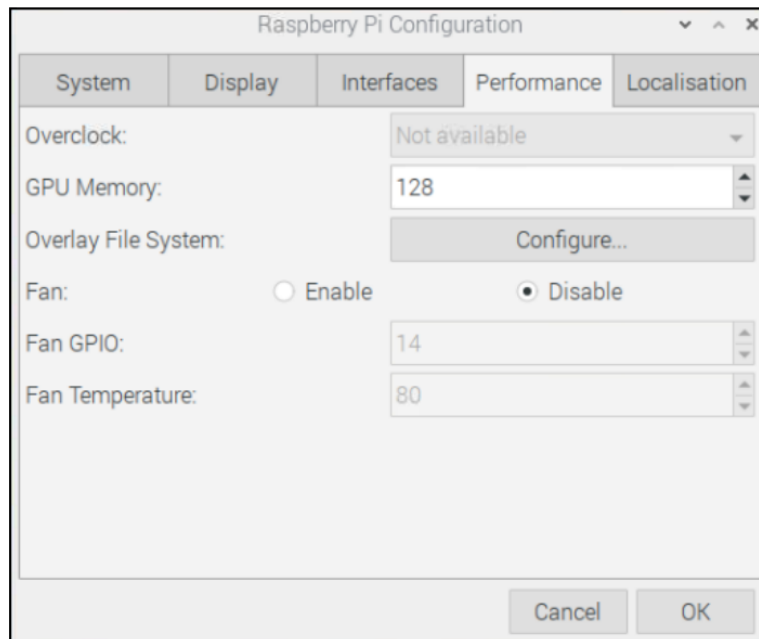 Raspberry Pi Configuration
System Display Interfaces Performance Localisation
Overclock: Not available
GPU Memory: 128
Overlay File System: Configure...
Fan: Enable Disable
Fan GPIO: 14
Fan Temperature: 80
Cancel OK